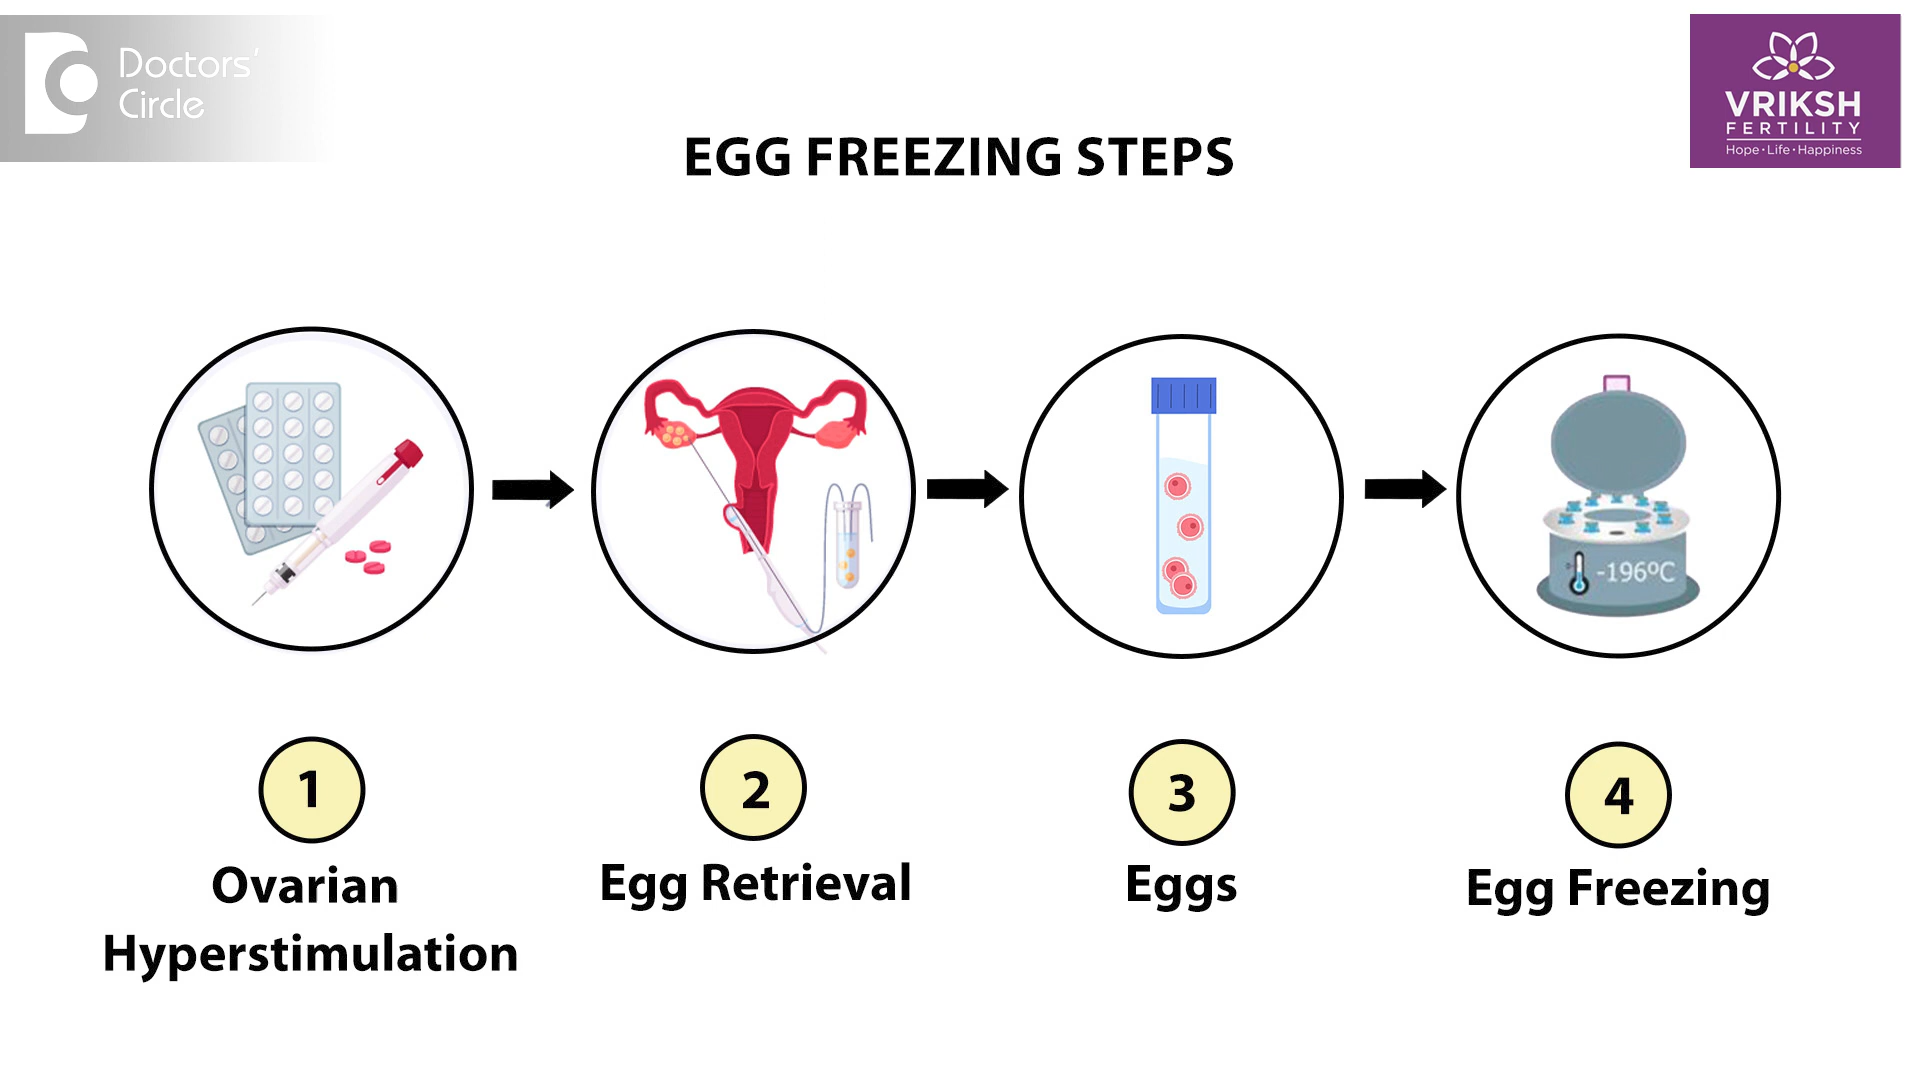 Doctors'
Circle
VRIKSH
FERTILITY
Hope·Life·Happiness
EGG FREEZING STEPS
-196ºC
1
2
3
4
Ovarian
Hyperstimulation
Egg Retrieval
Eggs
Egg Freezing